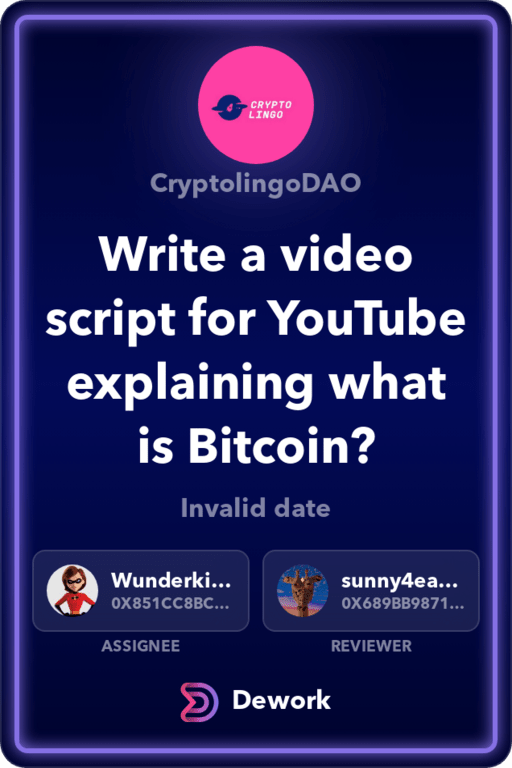 CRYPTO
LINGO
CryptolingoDAO
Write a video
script for YouTube
explaining what
is Bitcoin?
Invalid date
Wunderki...
0X851CC8BC...
ASSIGNEE
sunny4ea...
0X689BB9871...
REVIEWER
Dework